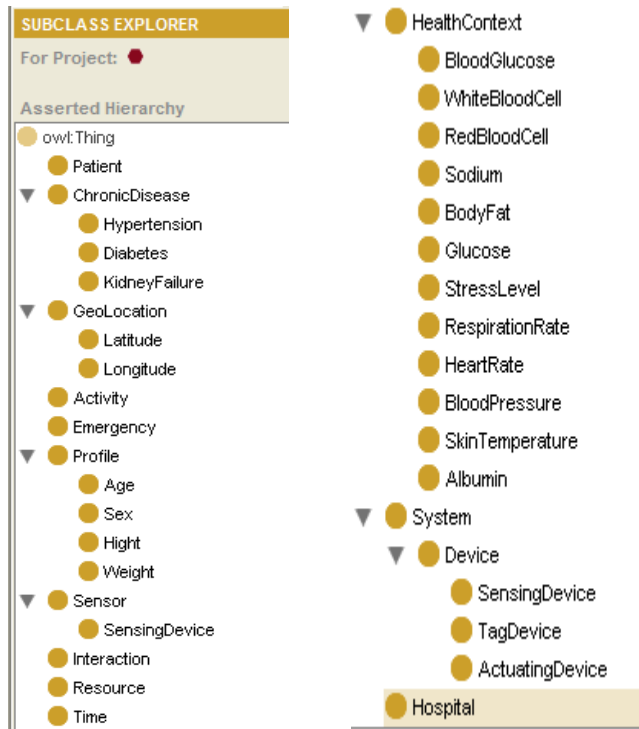 SUBCLASS EXPLORER
For Project:
Asserted Hierarchy
owl:Thing
Patient
ChronicDisease
Hypertension
Diabetes
KidneyFailure
GeoLocation
Latitude
Longitude
Activity
Emergency
Profile
Age
Sex
Hight
Weight
Sensor
SensingDevice
Interaction
Resource
Time
HealthContext
BloodGlucose
WhiteBloodCell
RedBloodCell
Sodium
BodyFat
Glucose
StressLevel
RespirationRate
HeartRate
BloodPressure
SkinTemperature
Albumin
System
Device
SensingDevice
TagDevice
ActuatingDevice
Hospital